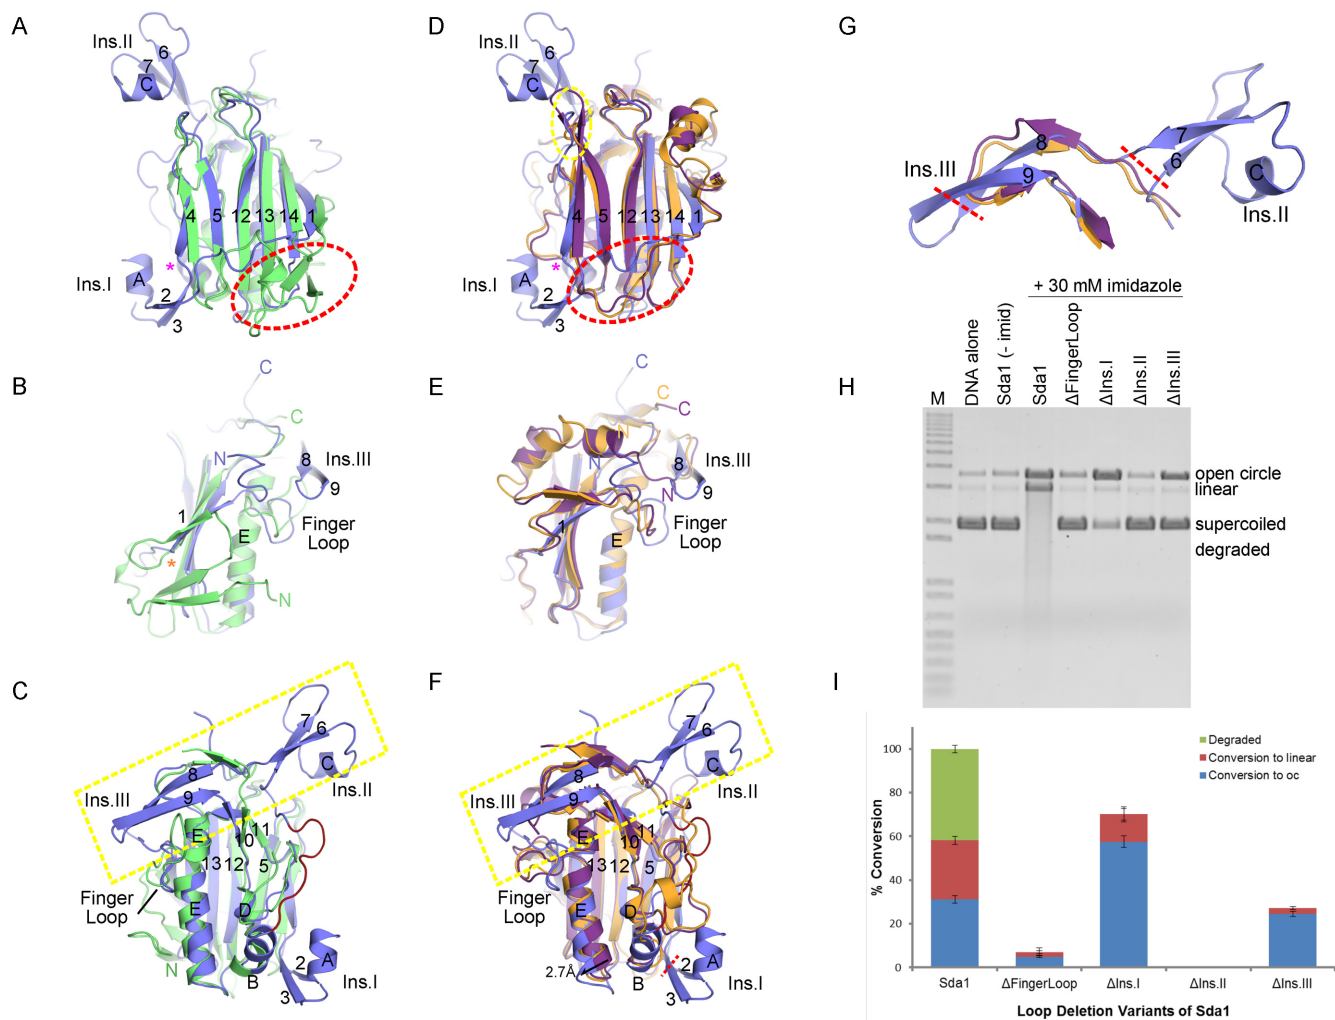 A
Ins.II
6
7
C
4
5
12
13
14
1
*
Ins.I
A
2
3
D
Ins.II
6
7
C
4
5
12
13
14
1
*
Ins.I
A
2
3
G
Ins.III
8
9
7
6
C
Ins.II
B
C
C
N
8
Ins.III
9
1
Finger
Loop
E
*
N
E
C
C
C
N
N
8
Ins.III
9
N
1
Finger
Loop
E
H
+ 30 mM imidazole
M
DNA alone
Sda1 (- imid)
Sda1
ΔFingerLoop
ΔIns.I
ΔIns.II
ΔIns.III
open circle
linear
supercoiled
degraded
C
7
6
C
Ins.II
8
Ins.III
9
E
11
10
13
12
5
Finger
Loop
E
D
N
B
2
A
3
Ins.I
F
7
6
C
Ins.II
8
Ins.III
9
E
11
10
13
12
5
Finger
Loop
E
D
2.7Å
B
2
A
3
Ins.I
I
Degraded
Conversion to linear
Conversion to oc
% Conversion
100
80
60
40
20
0
Sda1
ΔFingerLoop
ΔIns.I
ΔIns.II
ΔIns.III
Loop Deletion Variants of Sda1